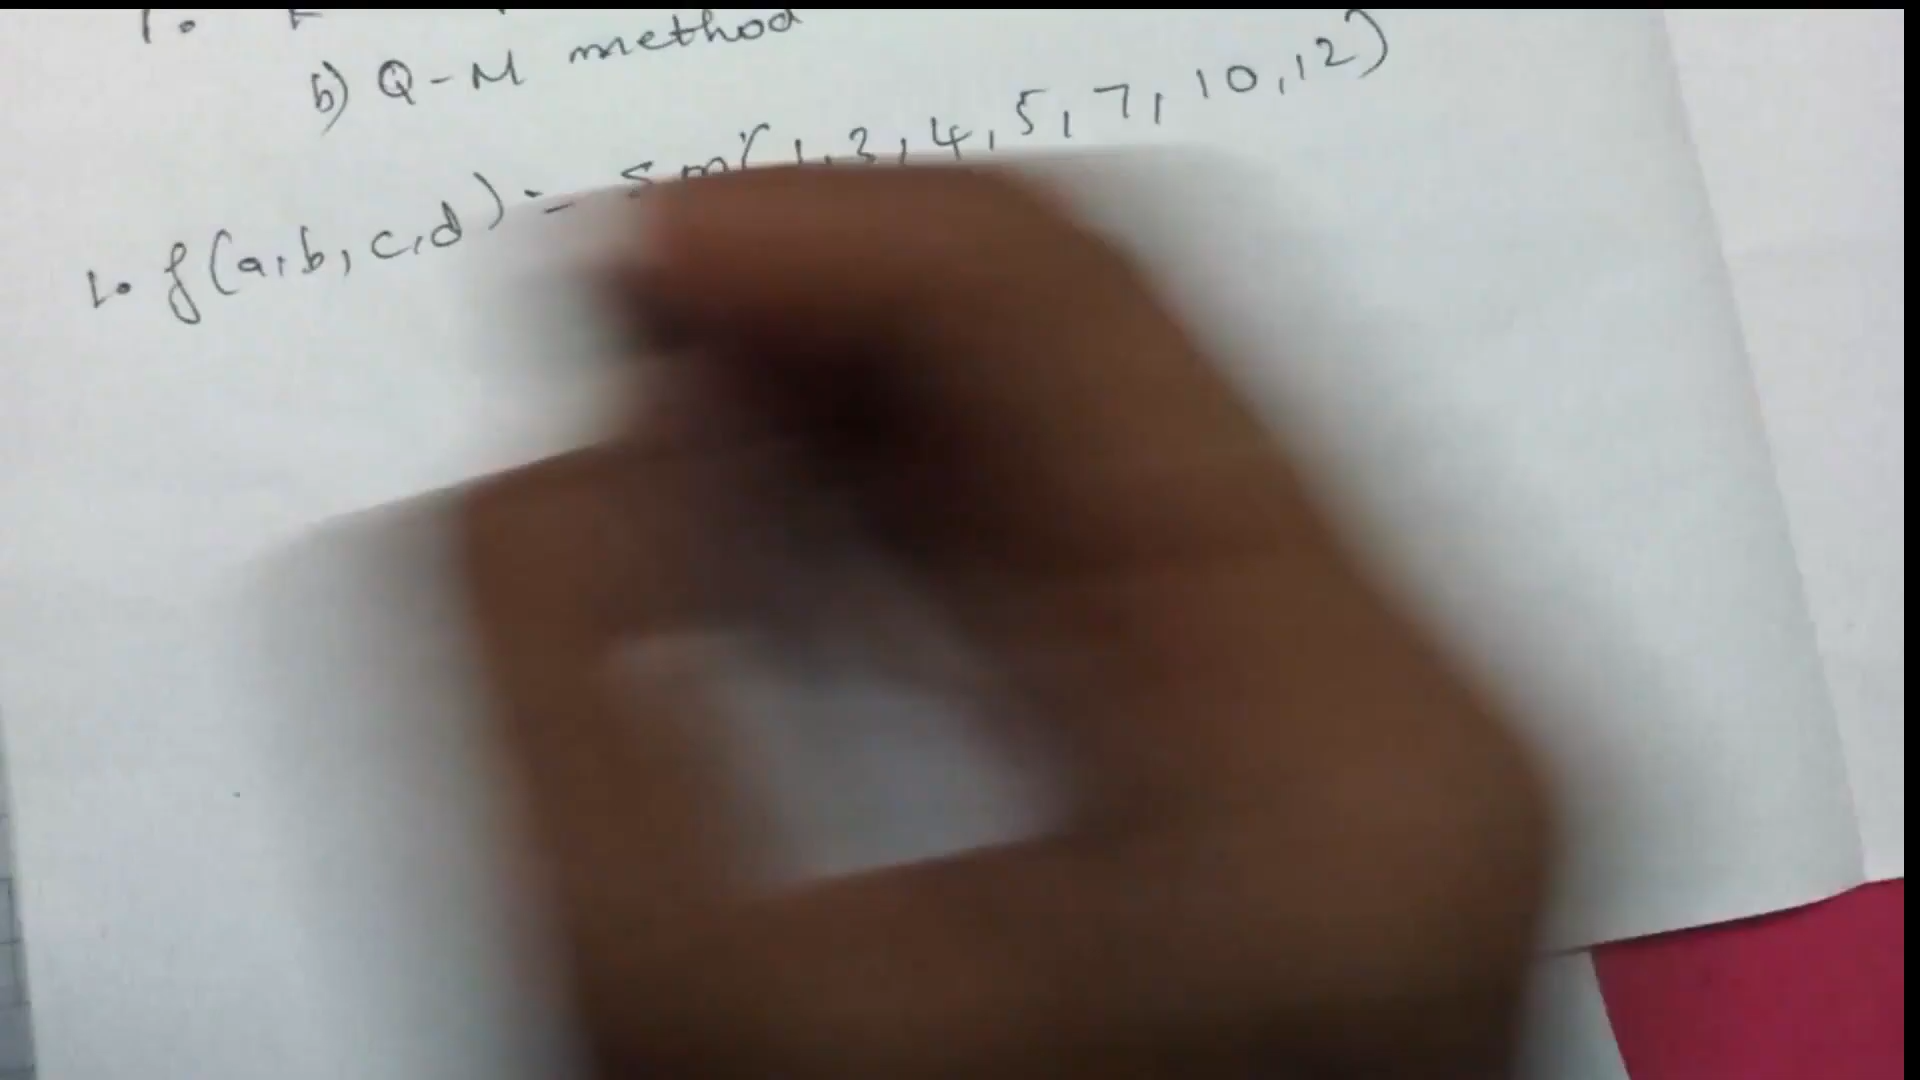 b) Q-M method
1. f(a,b,c,d) = Σm(1,3,4,5,7,10,12)